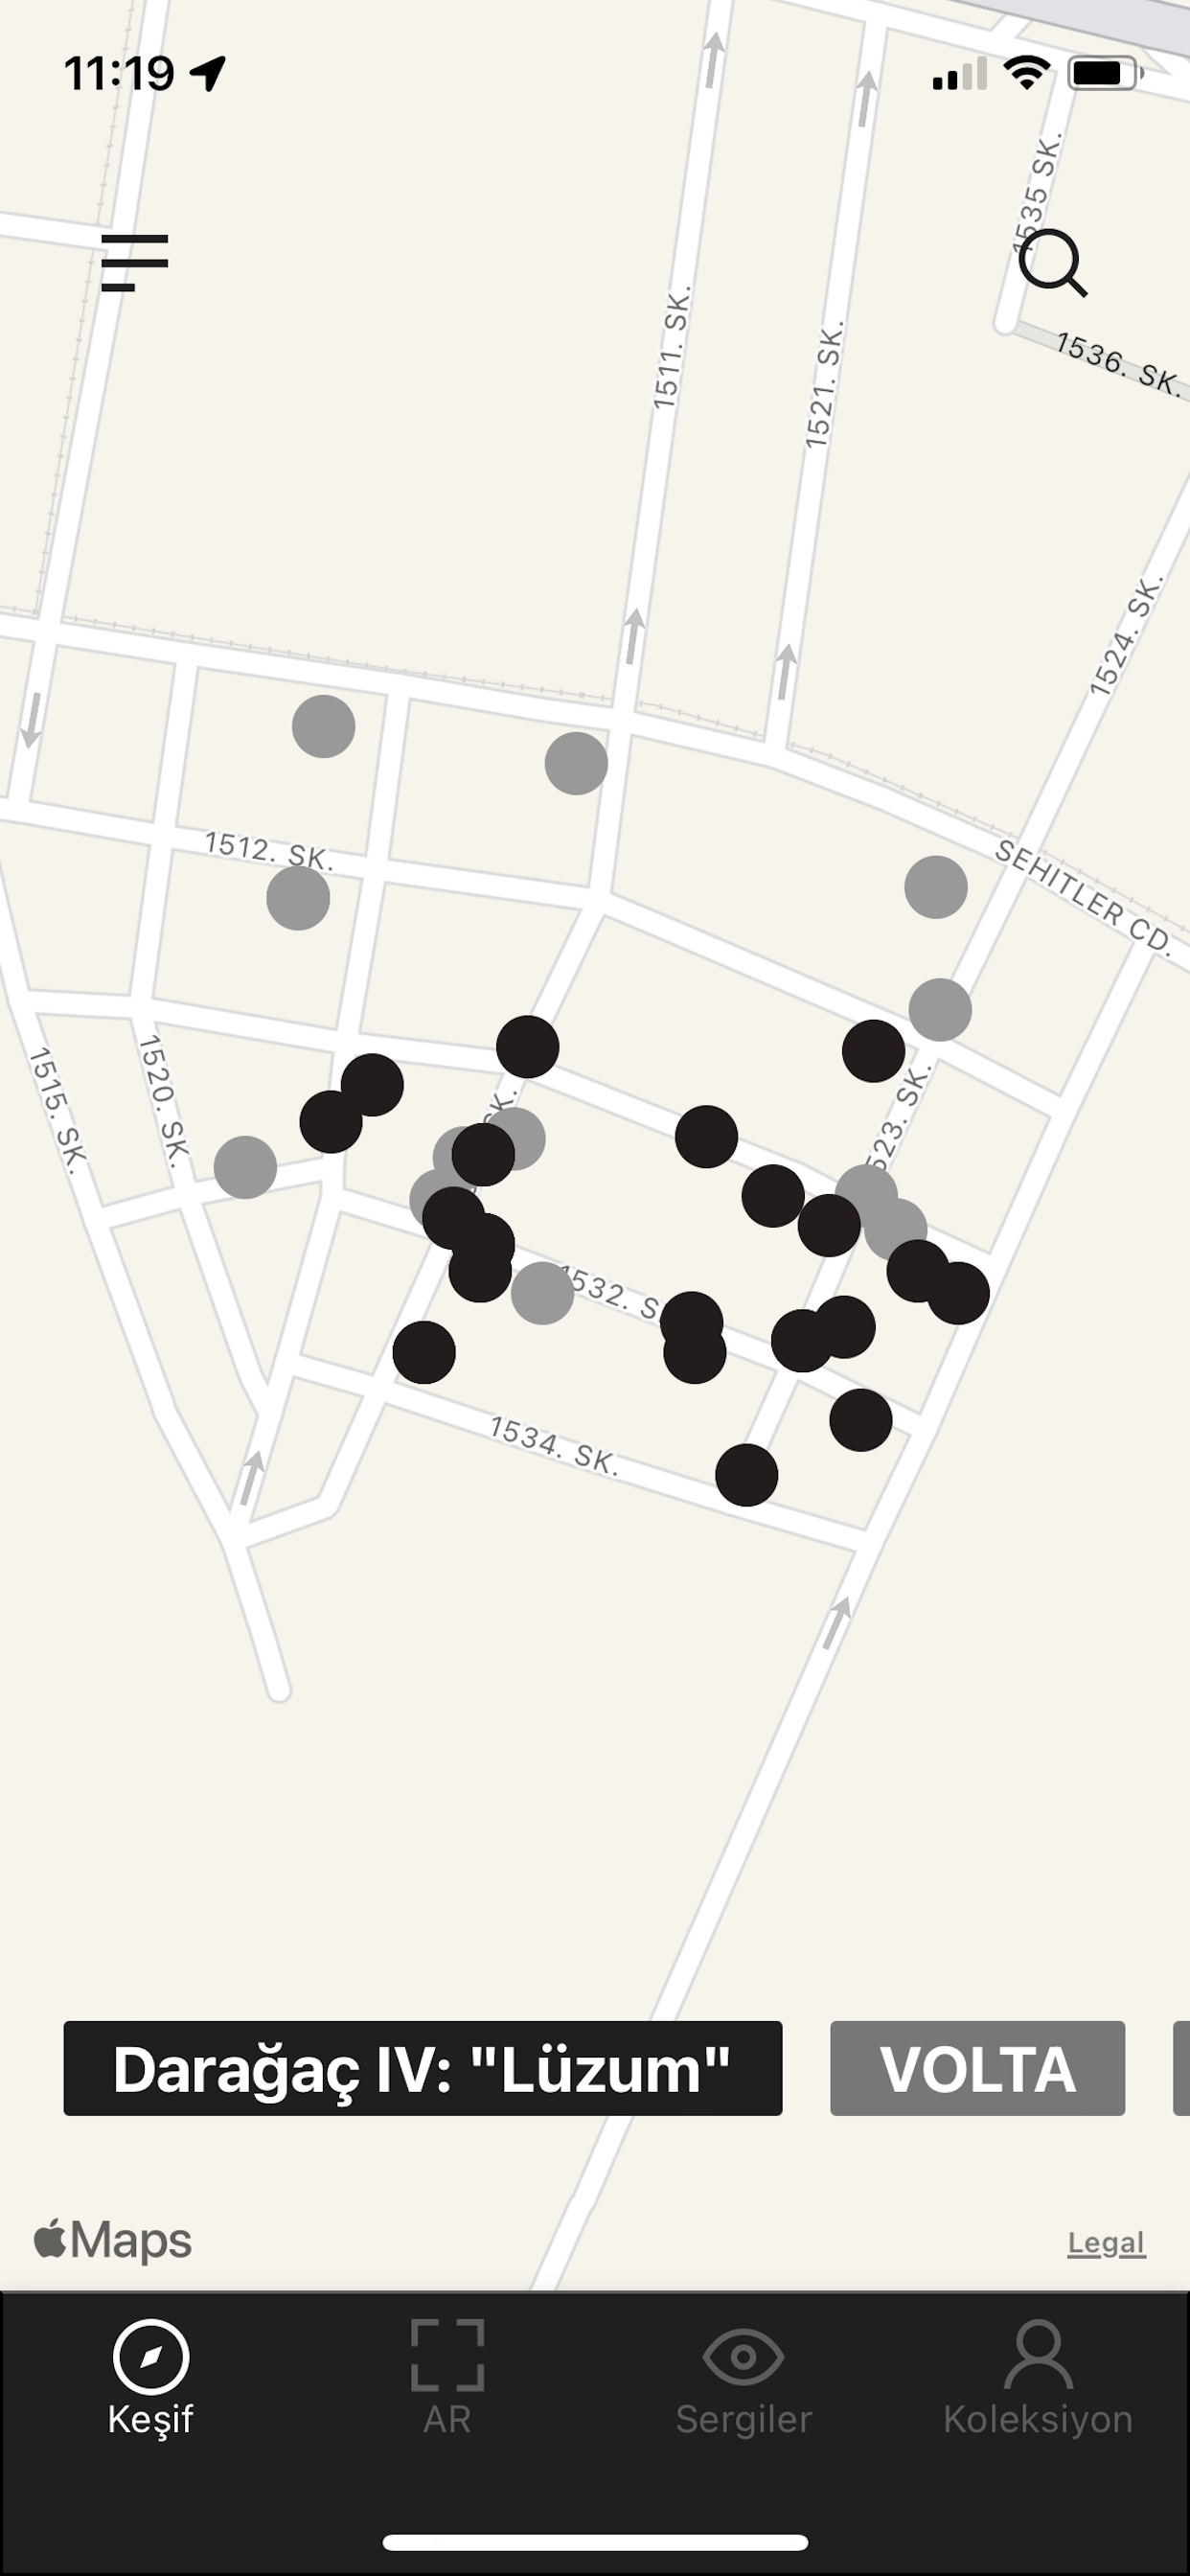 11:19
1535 SK.
1536. SK.
1511. SK.
1521. SK.
1524. SK.
1512. SK.
SEHITLER CD.
1515. SK.
1520. SK.
SK.
523. SK.
1532. S
1534. SK.
Darağaç IV: "Lüzum"
VOLTA
Maps
Legal
Keşif
AR
Sergiler
Koleksiyon